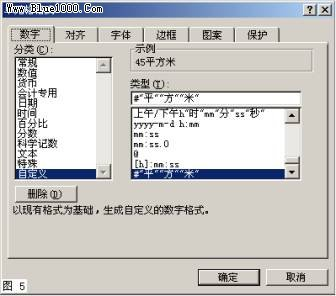 www.Blue1000.Com
数字 对齐 字体 边框 图案 保护
分类(C):
常规
数值
货币
会计专用
日期
时间
百分比
分数
科学记数
文本
特殊
自定义
示例
45平方米
类型(T):
#"平""方""米"
上午/下午h"时"mm"分"ss"秒"
yyyy-m-d h:mm
mm:ss
mm:ss.0
@
[h]:mm:ss
#"平""方""米"
删除(D)
以现有格式为基础，生成自定义的数字格式。
确定 取消
图 5